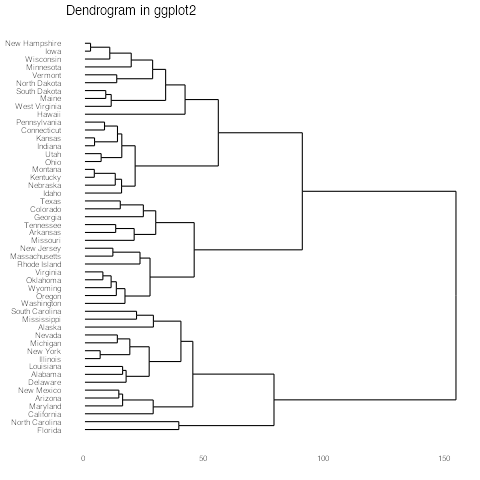 Dendrogram in ggplot2
New Hampshire
Iowa
Wisconsin
Minnesota
Vermont
North Dakota
South Dakota
Maine
West Virginia
Hawaii
Pennsylvania
Connecticut
Kansas
Indiana
Utah
Ohio
Montana
Kentucky
Nebraska
Idaho
Texas
Colorado
Georgia
Tennessee
Arkansas
Missouri
New Jersey
Massachusetts
Rhode Island
Virginia
Oklahoma
Wyoming
Oregon
Washington
South Carolina
Mississippi
Alaska
Nevada
Michigan
New York
Illinois
Louisiana
Alabama
Delaware
New Mexico
Arizona
Maryland
California
North Carolina
Florida
0 50 100 150